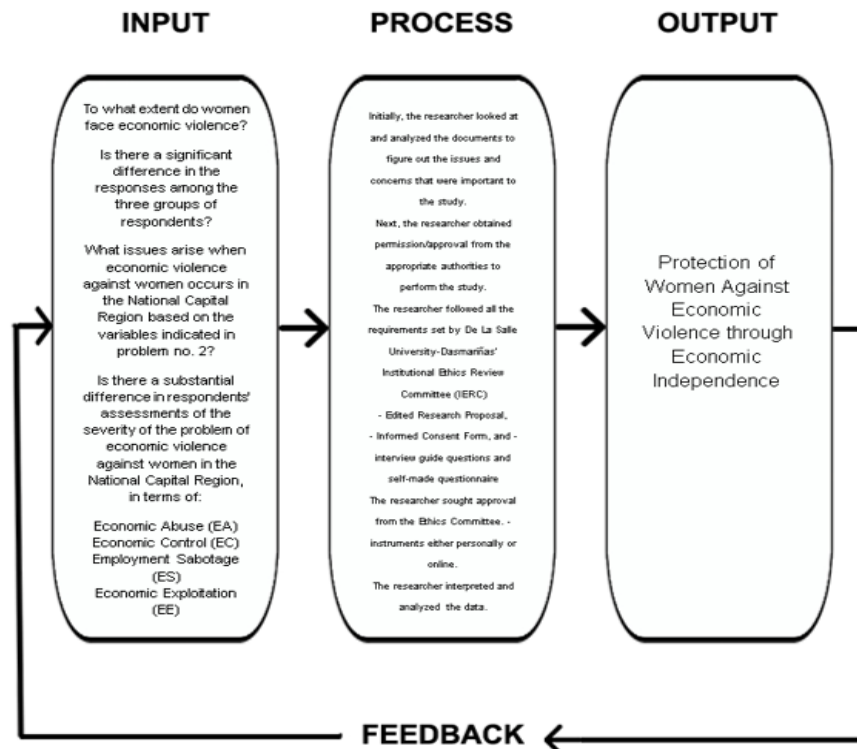 INPUT
To what extent do women
face economic violence?
Is there a significant
difference in the
responses among the
three groups of
respondents?
What issues arise when
economic violence
against women occurs in
the National Capital
Region based on the
variables indicated in
problem no. 2?
Is there a substantial
difference in respondents'
assessments of the
severity of the problem of
economic violence
against women in the
National Capital Region,
in terms of:
Economic Abuse (EA)
Economic Control (EC)
Employment Sabotage
(ES)
Economic Exploitation
(EE)
PROCESS
Initially, the researcher looked at
and analyzed the documents to
figure out the issues and
concerns that were important to
the study.
Next, the researcher obtained
permission/approval from the
appropriate authorities to
perform the study.
The researcher followed all the
requirements set by De La Salle
University-Dasmariñas'
Institutional Ethics Review
Committee (IERC)
- Edited Research Proposal,
- Informed Consent Form, and -
interview guide questions and
self-made questionnaire
The researcher sought approval
from the Ethics Committee. -
instruments either personally or
online.
The researcher interpreted and
analyzed the data.
OUTPUT
Protection of
Women Against
Economic
Violence through
Economic
Independence
FEEDBACK